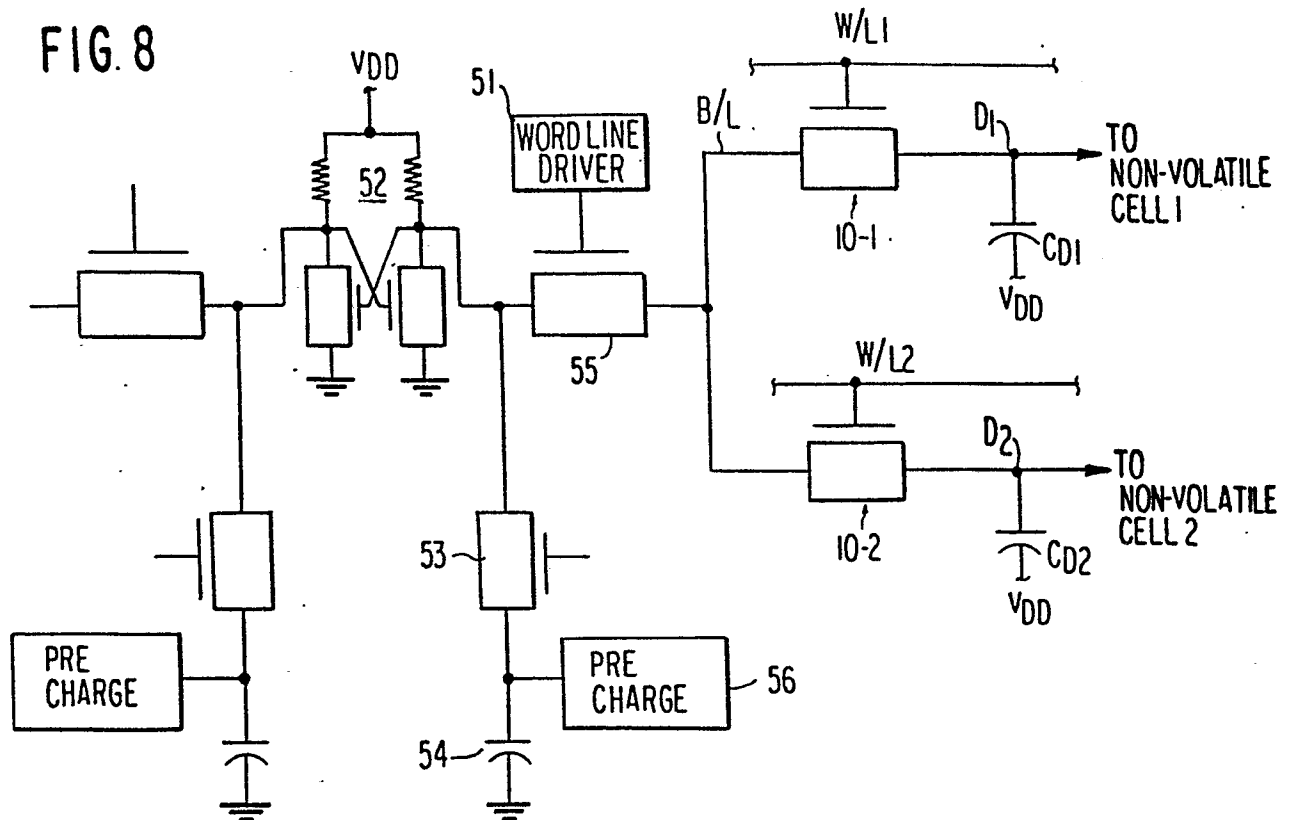 FIG. 8
VDD
52
51
WORD LINE
DRIVER
55
B/L
W/L1
10-1
D1
CD1
VDD
TO
NON-VOLATILE
CELL 1
W/L2
10-2
D2
CD2
VDD
TO
NON-VOLATILE
CELL 2
53
PRE
CHARGE
54
PRE
CHARGE
56